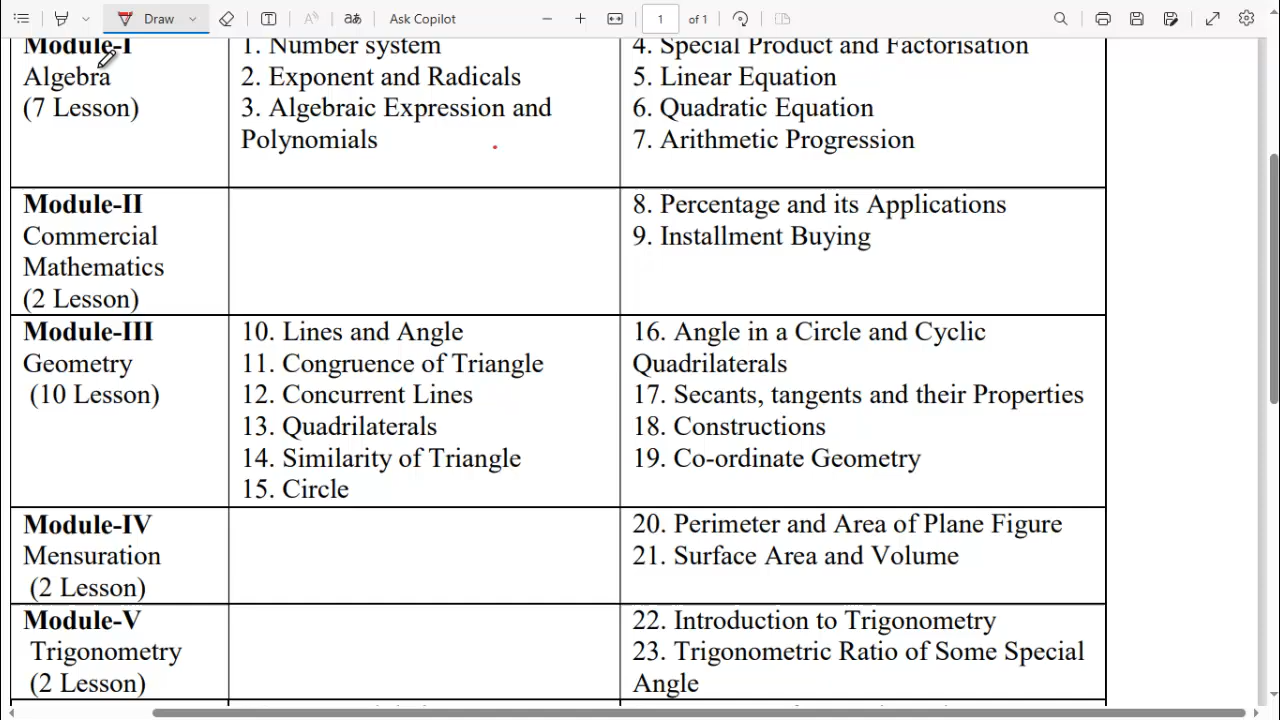 Draw
aあ
Ask Copilot
1 of 1
Module-I
Algebra
(7 Lesson)
1. Number system
2. Exponent and Radicals
3. Algebraic Expression and
Polynomials
4. Special Product and Factorisation
5. Linear Equation
6. Quadratic Equation
7. Arithmetic Progression
Module-II
Commercial
Mathematics
(2 Lesson)
8. Percentage and its Applications
9. Installment Buying
Module-III
Geometry
(10 Lesson)
10. Lines and Angle
11. Congruence of Triangle
12. Concurrent Lines
13. Quadrilaterals
14. Similarity of Triangle
15. Circle
16. Angle in a Circle and Cyclic
Quadrilaterals
17. Secants, tangents and their Properties
18. Constructions
19. Co-ordinate Geometry
Module-IV
Mensuration
(2 Lesson)
20. Perimeter and Area of Plane Figure
21. Surface Area and Volume
Module-V
Trigonometry
(2 Lesson)
22. Introduction to Trigonometry
23. Trigonometric Ratio of Some Special
Angle